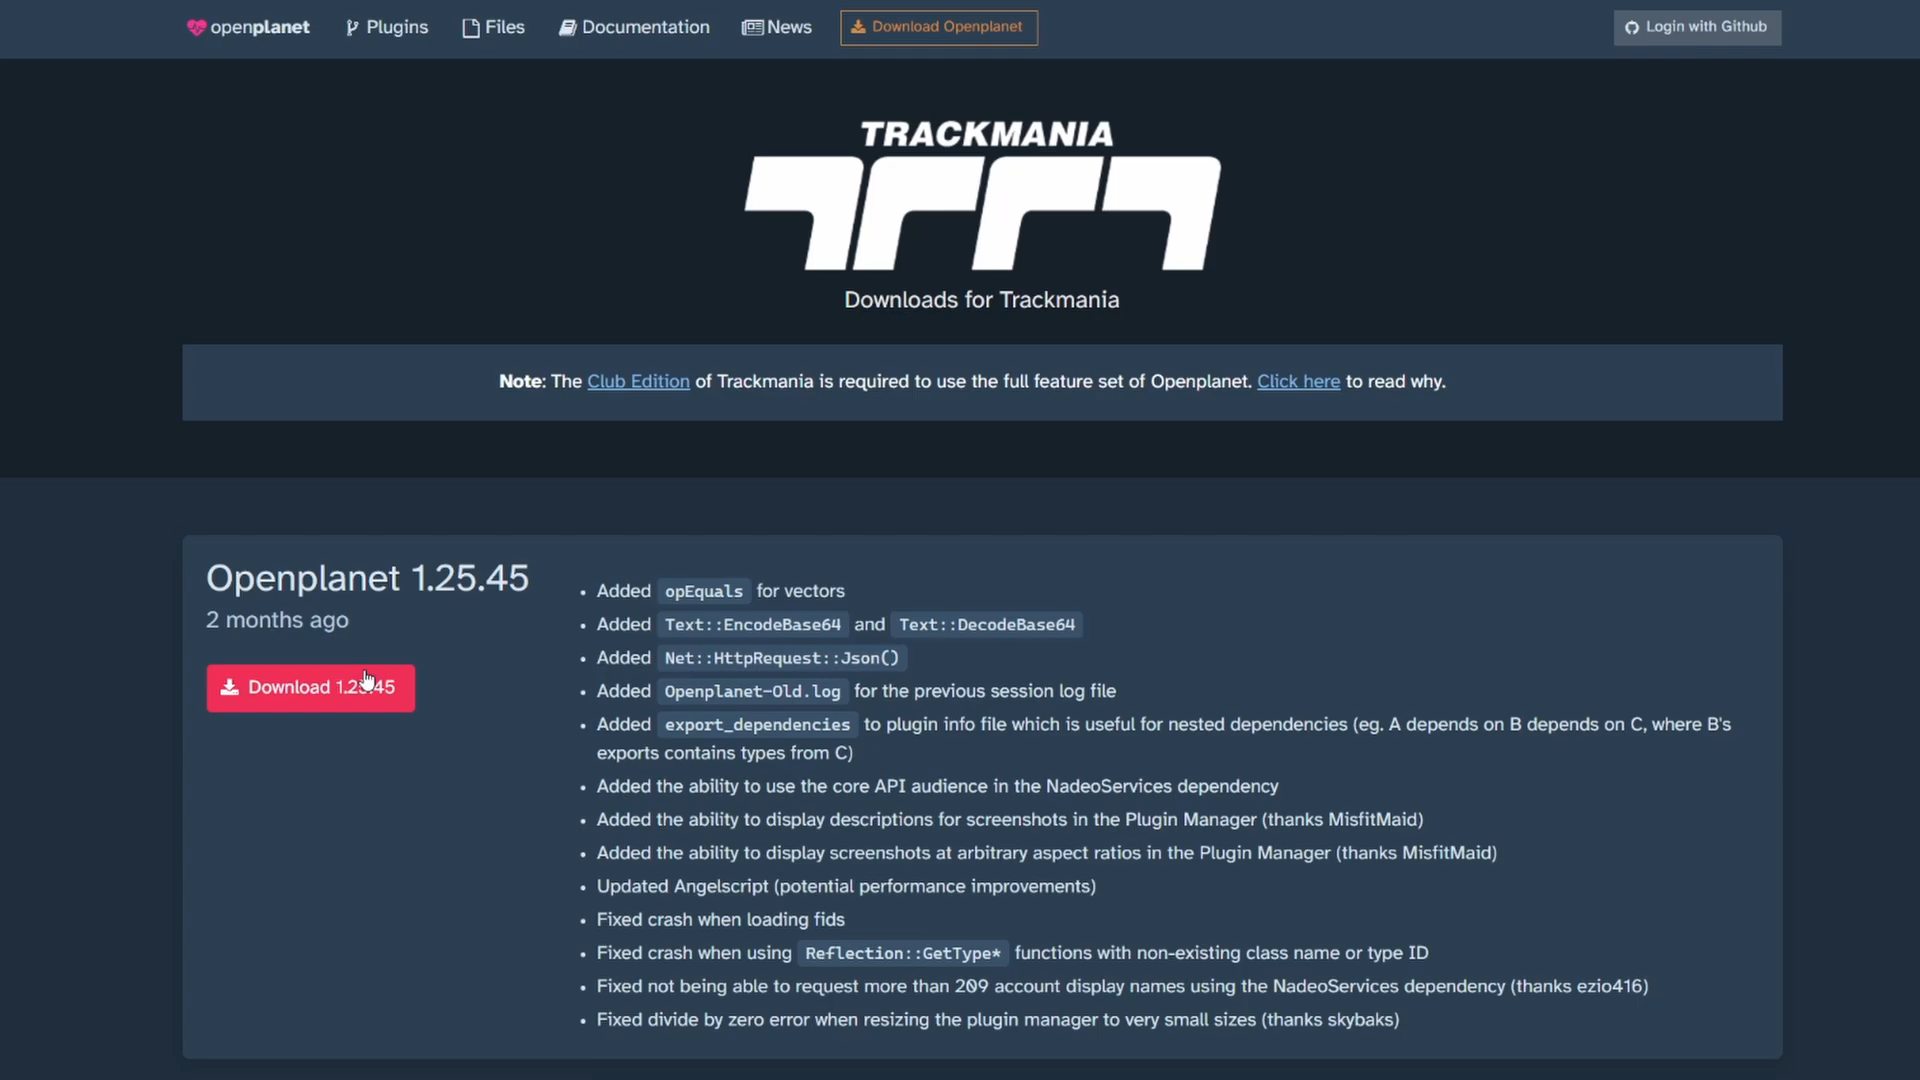 openplanet
Plugins
Files
Documentation
News
Download Openplanet
Login with Github
TRACKMANIA
Downloads for Trackmania
Note: The Club Edition of Trackmania is required to use the full feature set of Openplanet. Click here to read why.
Openplanet 1.25.45
2 months ago
Download 1.25.45
• Added opEquals for vectors
• Added Text::EncodeBase64 and Text::DecodeBase64
• Added Net::HttpRequest::Json()
• Added Openplanet-Old.log for the previous session log file
• Added export_dependencies to plugin info file which is useful for nested dependencies (eg. A depends on B depends on C, where B's
exports contains types from C)
• Added the ability to use the core API audience in the NadeoServices dependency
• Added the ability to display descriptions for screenshots in the Plugin Manager (thanks MisfitMaid)
• Added the ability to display screenshots at arbitrary aspect ratios in the Plugin Manager (thanks MisfitMaid)
• Updated Angelscript (potential performance improvements)
• Fixed crash when loading fids
• Fixed crash when using Reflection::GetType* functions with non-existing class name or type ID
• Fixed not being able to request more than 209 account display names using the NadeoServices dependency (thanks ezio416)
• Fixed divide by zero error when resizing the plugin manager to very small sizes (thanks skybaks)